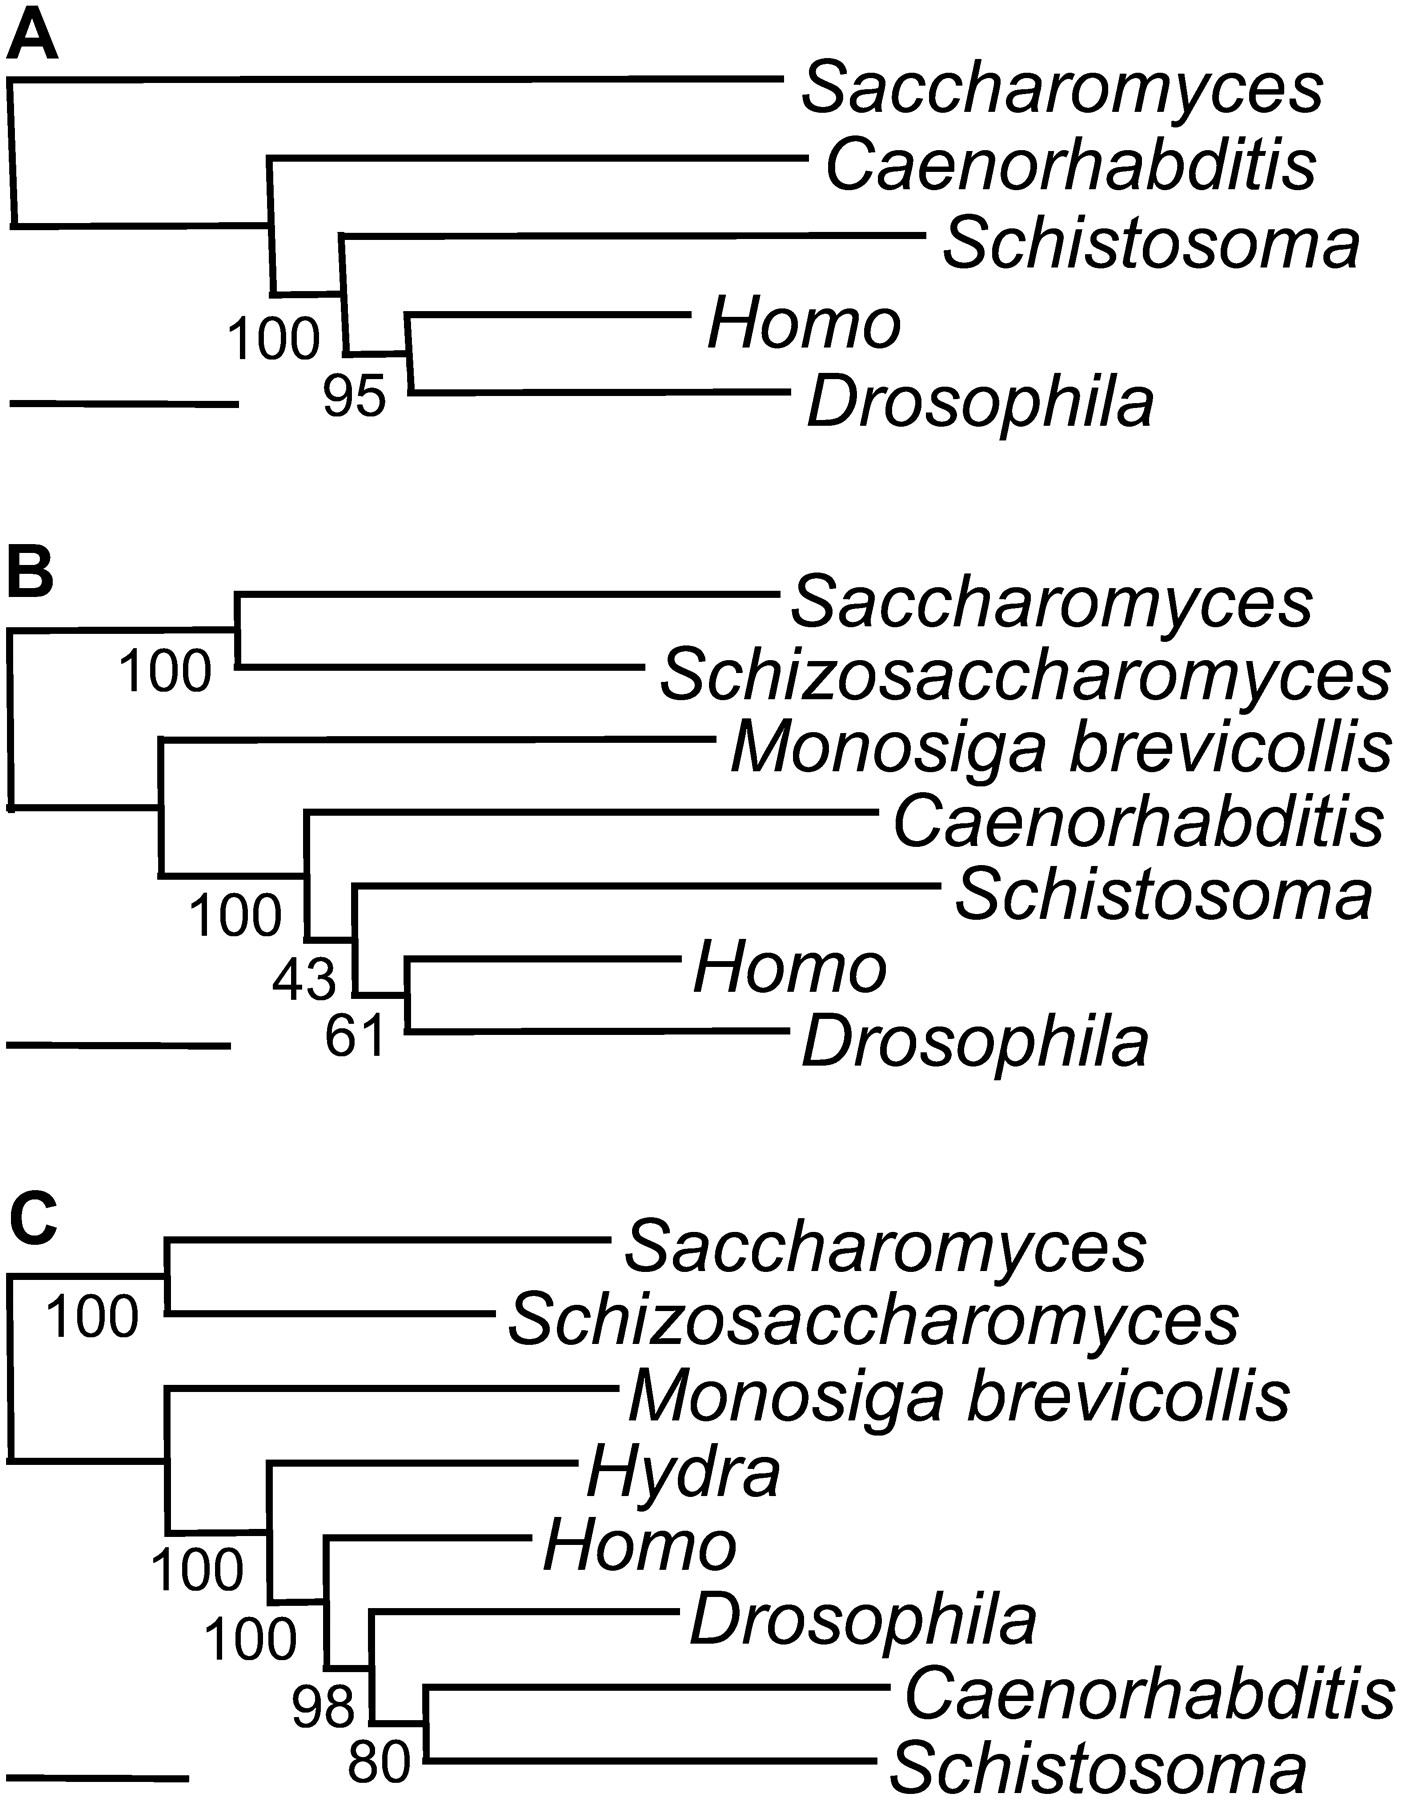 A
Saccharomyces
Caenorhabditis
Schistosoma
100
Homo
95
Drosophila
B
Saccharomyces
100
Schizosaccharomyces
Monosiga brevicollis
Caenorhabditis
100
Schistosoma
43
Homo
61
Drosophila
C
Saccharomyces
100
Schizosaccharomyces
Monosiga brevicollis
Hydra
100
Homo
100
Drosophila
98
Caenorhabditis
80
Schistosoma